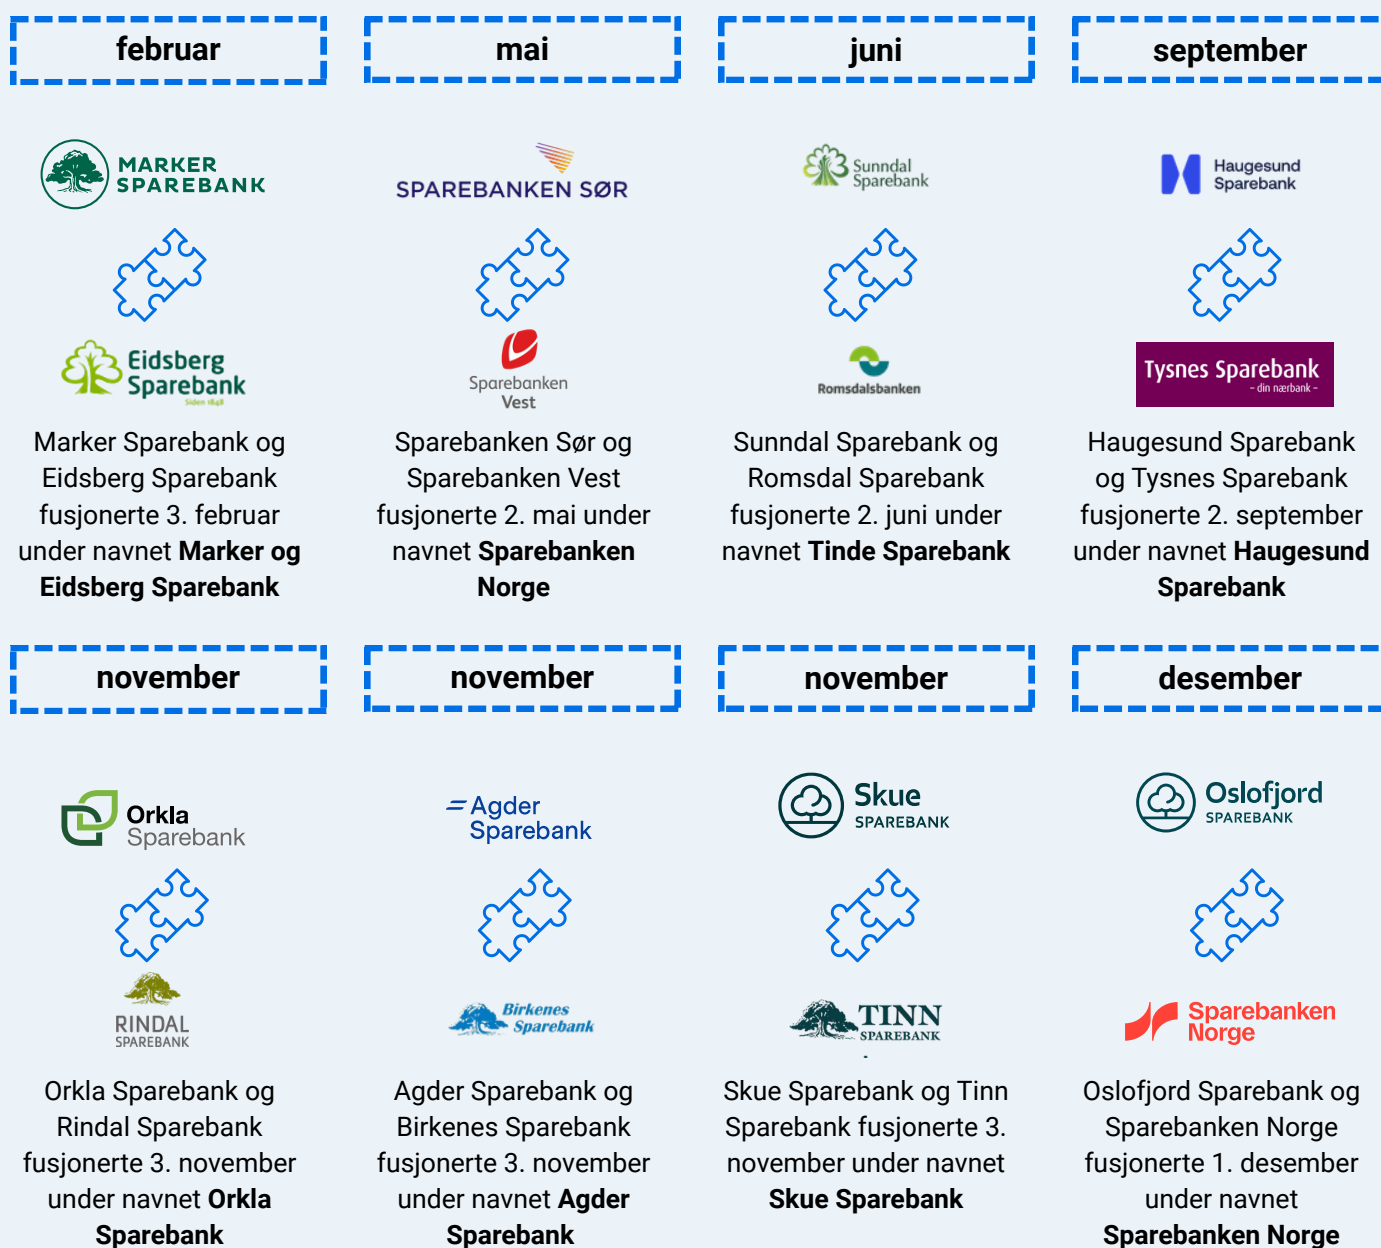 februar
MARKER
SPAREBANK
Eidsberg
Sparebank
Siden 1848
Marker Sparebank og
Eidsberg Sparebank
fusjonerte 3. februar
under navnet Marker og
Eidsberg Sparebank
mai
SPAREBANKEN SØR
Sparebanken
Vest
Sparebanken Sør og
Sparebanken Vest
fusjonerte 2. mai under
navnet Sparebanken
Norge
juni
Sunndal
Sparebank
Romsdalsbanken
Sunndal Sparebank og
Romsdal Sparebank
fusjonerte 2. juni under
navnet Tinde Sparebank
september
Haugesund
Sparebank
Tysnes Sparebank
– din nærbank –
Haugesund Sparebank
og Tysnes Sparebank
fusjonerte 2. september
under navnet Haugesund
Sparebank
november
Orkla
Sparebank
RINDAL
SPAREBANK
Orkla Sparebank og
Rindal Sparebank
fusjonerte 3. november
under navnet Orkla
Sparebank
november
Agder
Sparebank
Birkenes
Sparebank
Agder Sparebank og
Birkenes Sparebank
fusjonerte 3. november
under navnet Agder
Sparebank
november
Skue
SPAREBANK
TINN
SPAREBANK
Skue Sparebank og Tinn
Sparebank fusjonerte 3.
november under navnet
Skue Sparebank
desember
Oslofjord
SPAREBANK
Sparebanken
Norge
Oslofjord Sparebank og
Sparebanken Norge
fusjonerte 1. desember
under navnet
Sparebanken Norge